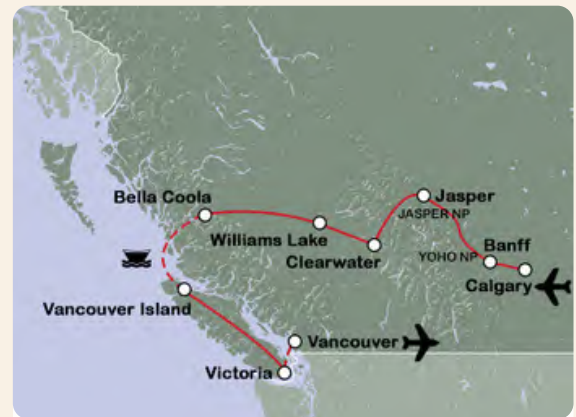 Bella Coola
Jasper
JASPER NP
Williams Lake
Clearwater
Banff
YOHO NP
Calgary
Vancouver Island
Vancouver
Victoria